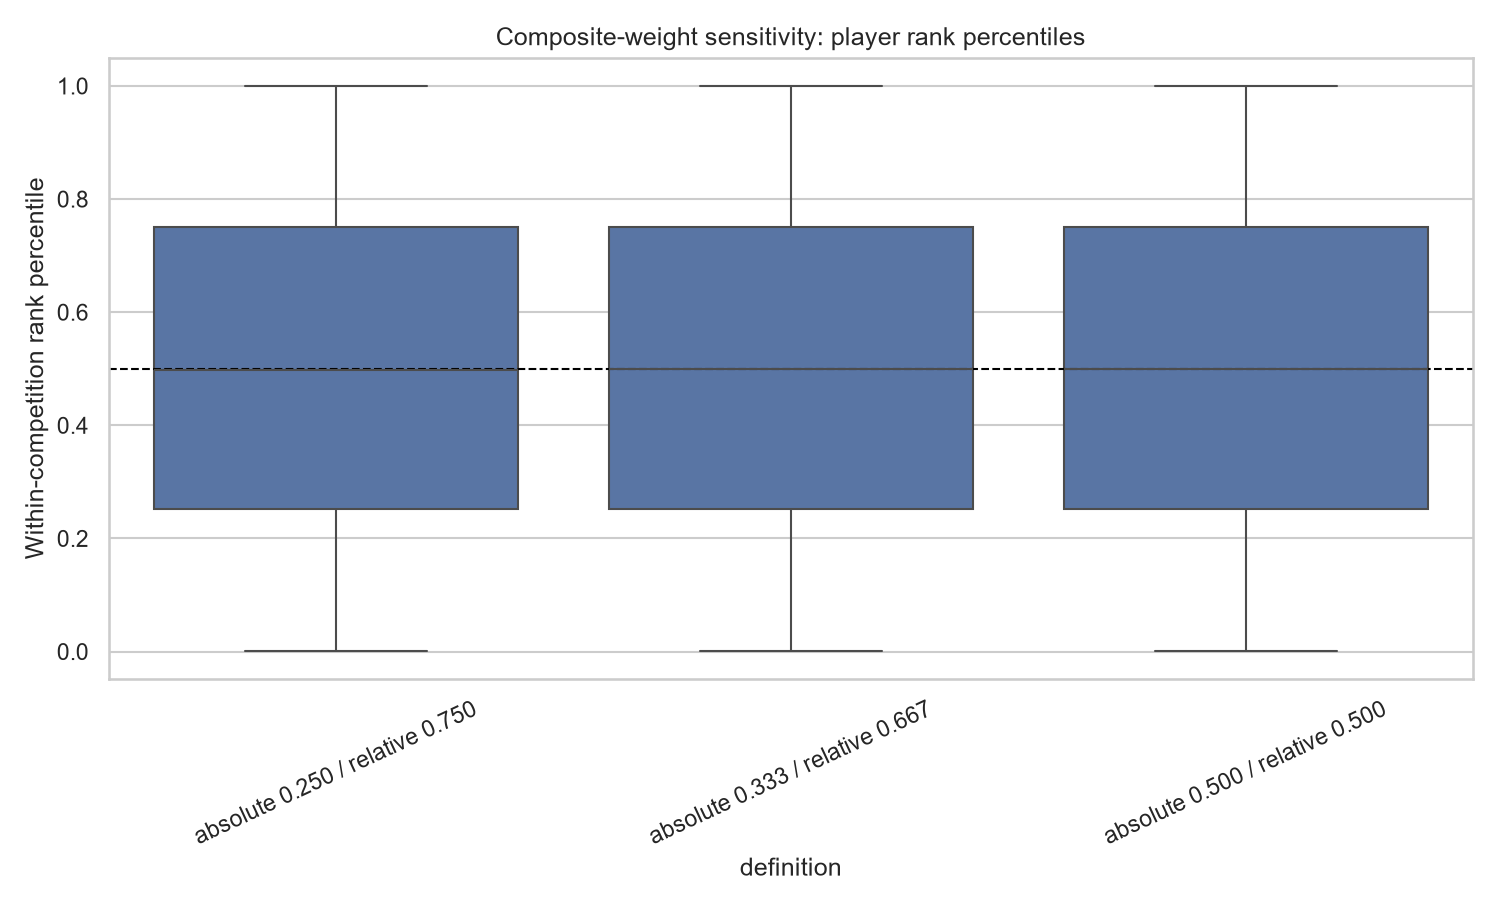 Composite-weight sensitivity: player rank percentiles
Within-competition rank percentile
1.0
0.8
0.6
0.4
0.2
0.0
absolute 0.250 / relative 0.750
absolute 0.333 / relative 0.667
absolute 0.500 / relative 0.500
definition